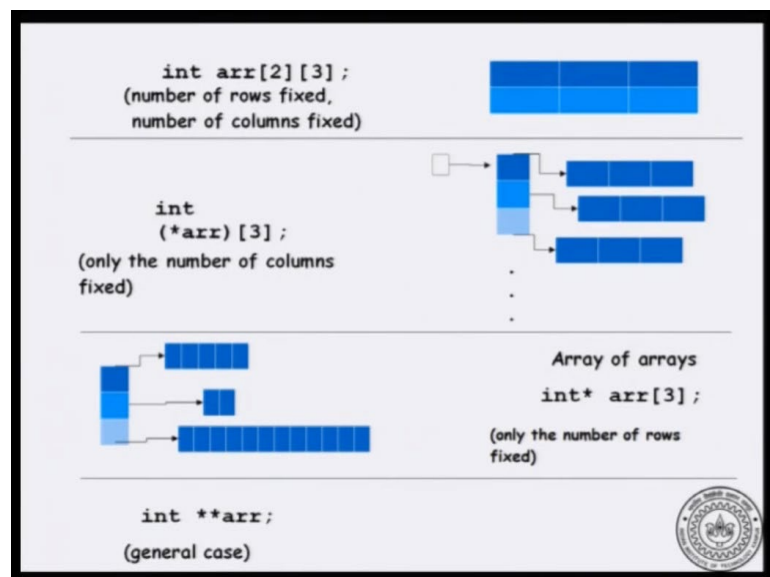 int arr[2][3];
(number of rows fixed,
number of columns fixed)
int
(*arr)[3];
(only the number of columns
fixed)
.
.
.
Array of arrays
int* arr[3];
(only the number of rows
fixed)
int **arr;
(general case)